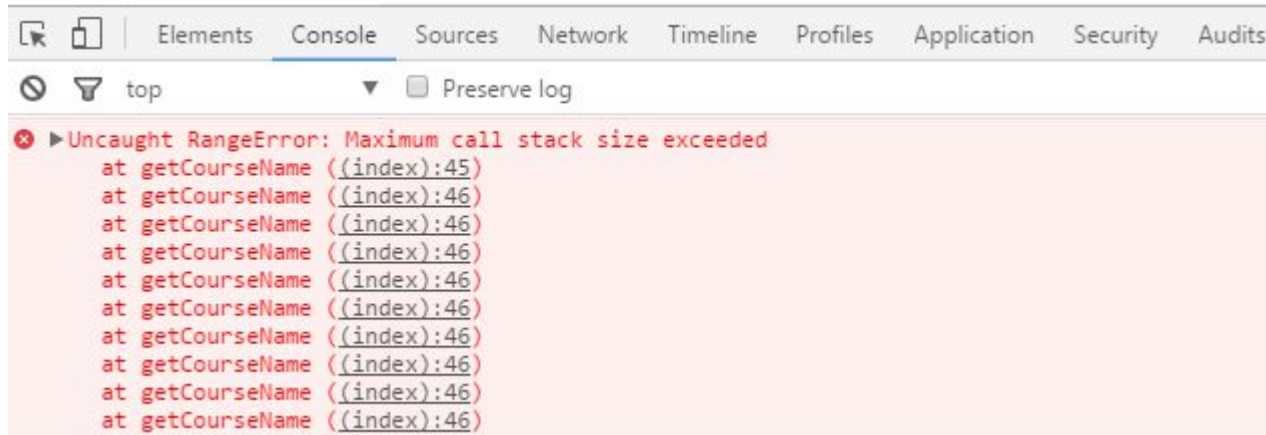 Elements Console Sources Network Timeline Profiles Application Security Audits
top Preserve log
Uncaught RangeError: Maximum call stack size exceeded
at getCourseName ((index):45)
at getCourseName ((index):46)
at getCourseName ((index):46)
at getCourseName ((index):46)
at getCourseName ((index):46)
at getCourseName ((index):46)
at getCourseName ((index):46)
at getCourseName ((index):46)
at getCourseName ((index):46)
at getCourseName ((index):46)